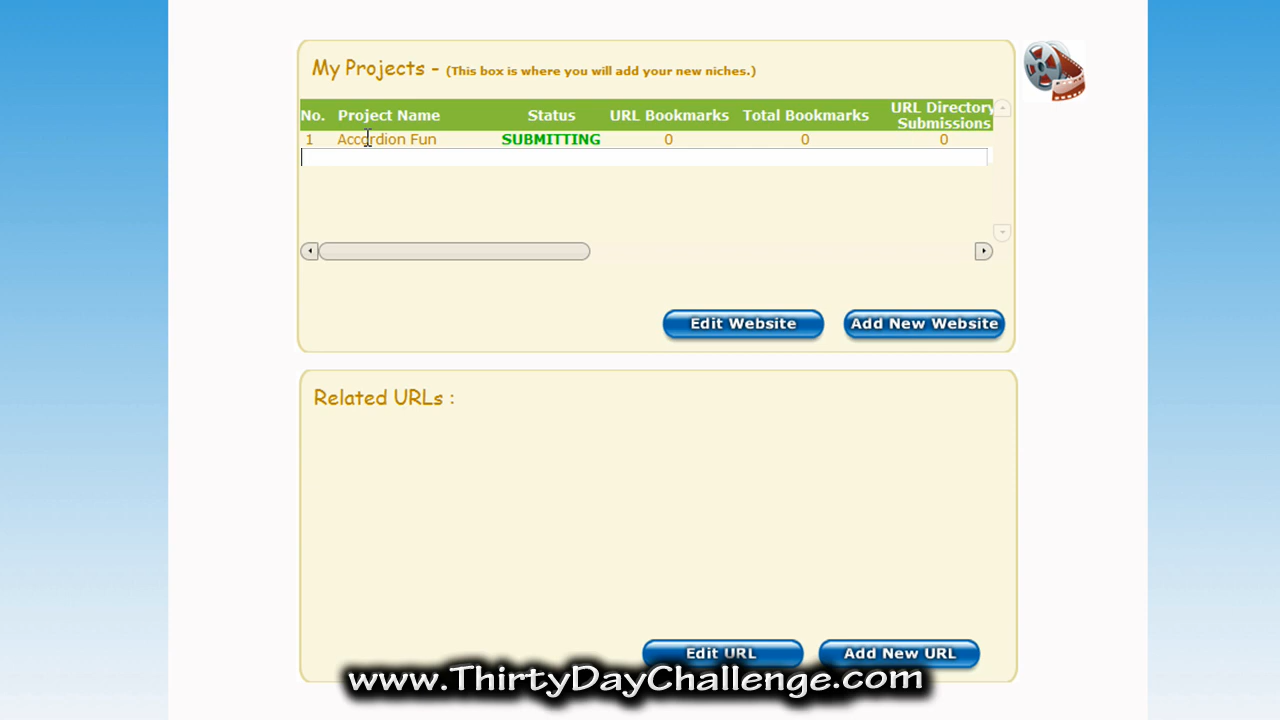 My Projects - (This box is where you will add your new niches.)
No. Project Name Status URL Bookmarks Total Bookmarks URL Directory Submissions
1 Accordion Fun SUBMITTING 0 0 0
Edit Website Add New Website
Related URLs :
Edit URL Add New URL
www.ThirtyDayChallenge.com